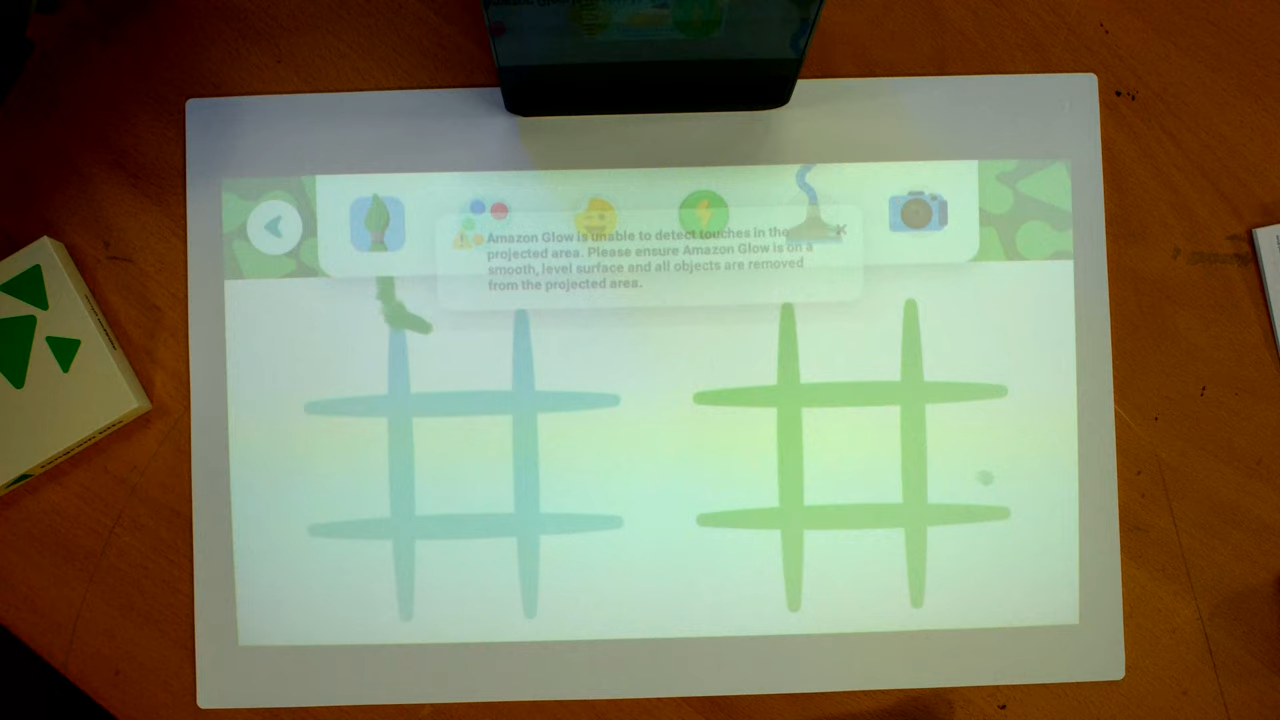 Amazon Glow is unable to detect touches in the
projected area. Please ensure Amazon Glow is on a
smooth, level surface and all objects are removed
from the projected area.